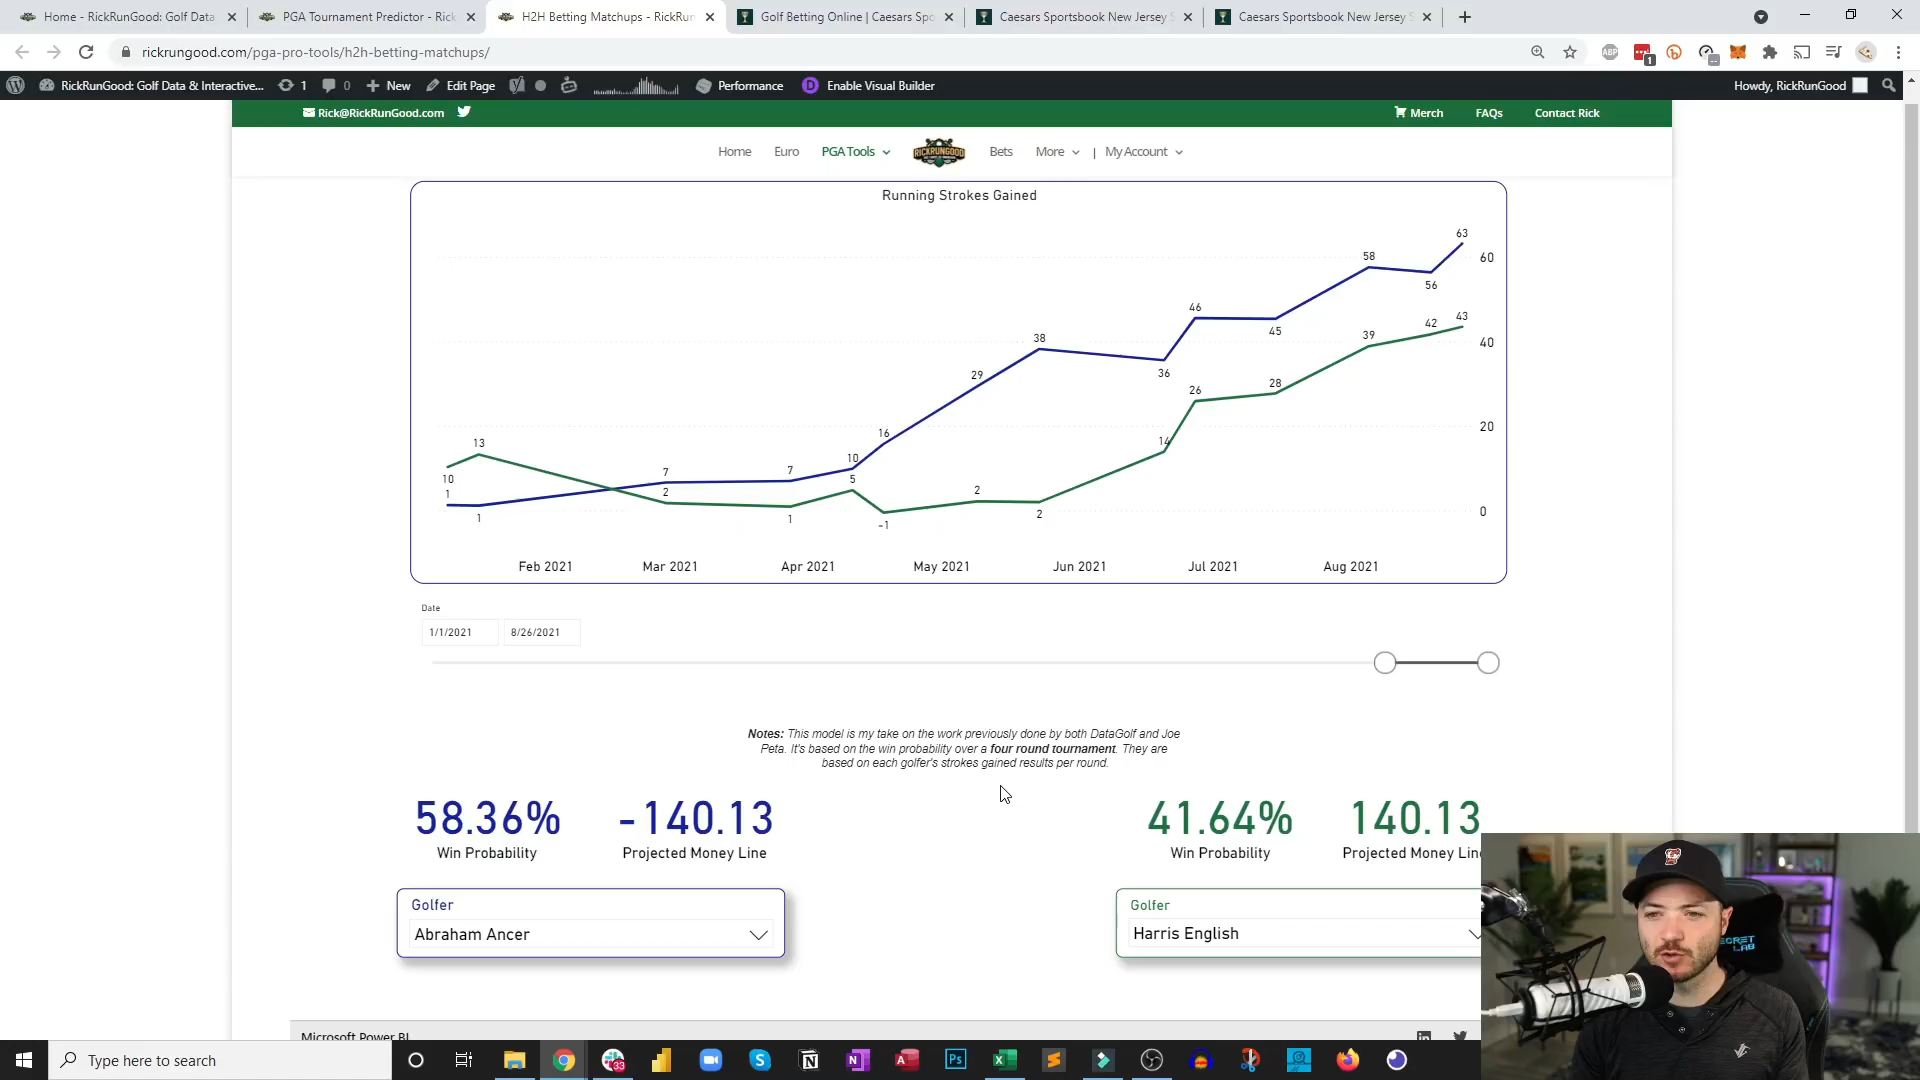 Home - RickRunGood: Golf Data
PGA Tournament Predictor - Rick
H2H Betting Matchups - RickRun
Golf Betting Online | Caesars Spo
Caesars Sportsbook New Jersey S
Caesars Sportsbook New Jersey S
rickrungood.com/pga-pro-tools/h2h-betting-matchups/
ABP
1
RickRunGood: Golf Data & Interactive...
1
0
New
Edit Page
Performance
D
Enable Visual Builder
Howdy, RickRunGood
Rick@RickRunGood.com
Merch
FAQs
Contact Rick
Home
Euro
PGA Tools
RICKRUNGOOD
Bets
More
|
My Account
Running Strokes Gained
63
58
60
56
46
45
43
42
38
39
40
36
29
28
26
20
16
14
13
10
10
7
7
5
2
1
2
2
1
1
-1
0
Feb 2021
Mar 2021
Apr 2021
May 2021
Jun 2021
Jul 2021
Aug 2021
Date
1/1/2021
8/26/2021
Notes: This model is my take on the work previously done by both DataGolf and Joe
Peta. It's based on the win probability over a four round tournament. They are
based on each golfer's strokes gained results per round.
58.36%
Win Probability
-140.13
Projected Money Line
41.64%
Win Probability
140.13
Projected Money Lin
Golfer
Abraham Ancer
Golfer
Harris English
Microsoft Power BI
Type here to search
33
Ps